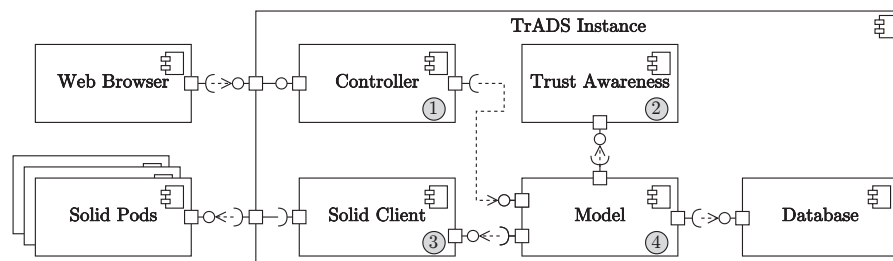 TrADS Instance
Web Browser
Controller
1
Trust Awareness
2
Solid Pods
Solid Client
3
Model
4
Database